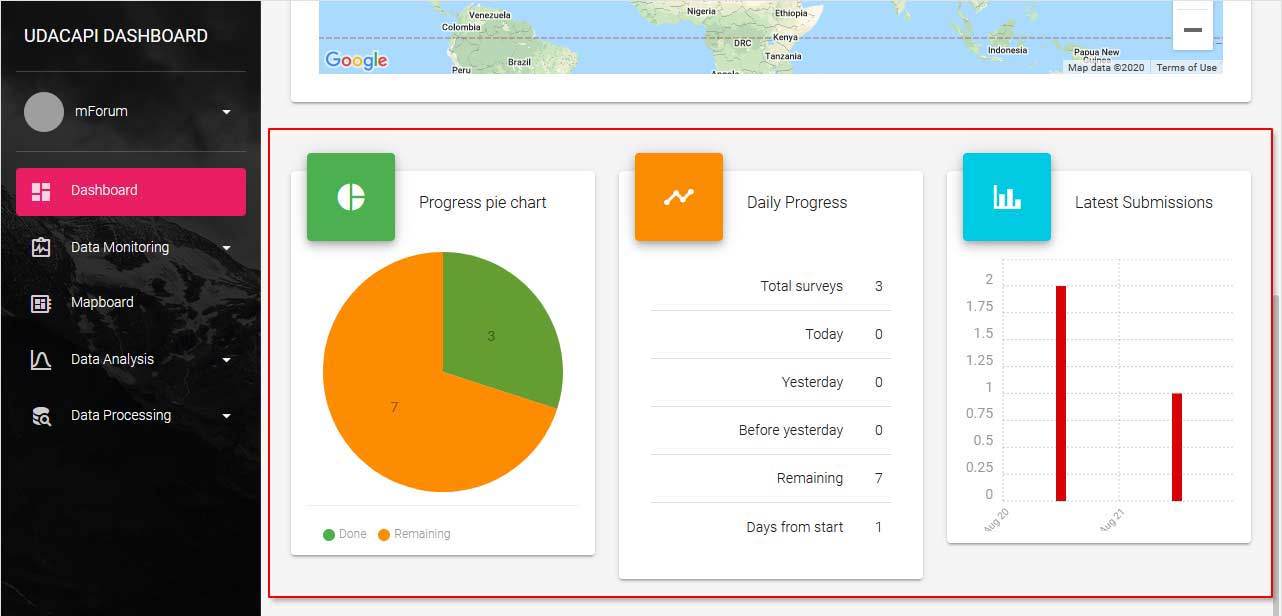 UDACAPI DASHBOARD
mForum
Dashboard
Data Monitoring
Mapboard
Data Analysis
Data Processing
Venezuela
Colombia
Brazil
Peru
Nigeria
Ethiopia
DRC
Kenya
Tanzania
Angola
Indonesia
Papua New
Guinea
Google
Map data ©2020
Terms of Use
Progress pie chart
3
7
Done
Remaining
Daily Progress
Total surveys 3
Today 0
Yesterday 0
Before yesterday 0
Remaining 7
Days from start 1
Latest Submissions
2
1.75
1.5
1.25
1
0.75
0.5
0.25
0
Aug 20
Aug 21